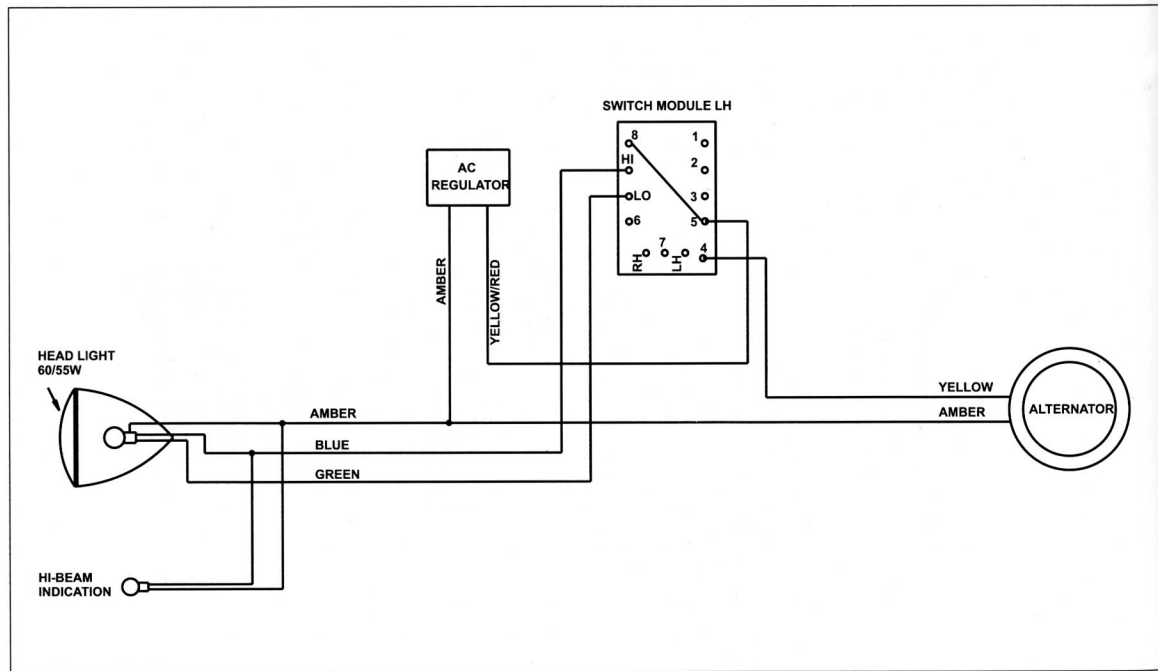 SWITCH MODULE LH
8
1
HI
2
LO
3
6
5
7
4
RH
LH
AC
REGULATOR
AMBER
YELLOW/RED
HEAD LIGHT
60/55W
AMBER
BLUE
GREEN
YELLOW
AMBER
ALTERNATOR
HI-BEAM
INDICATION